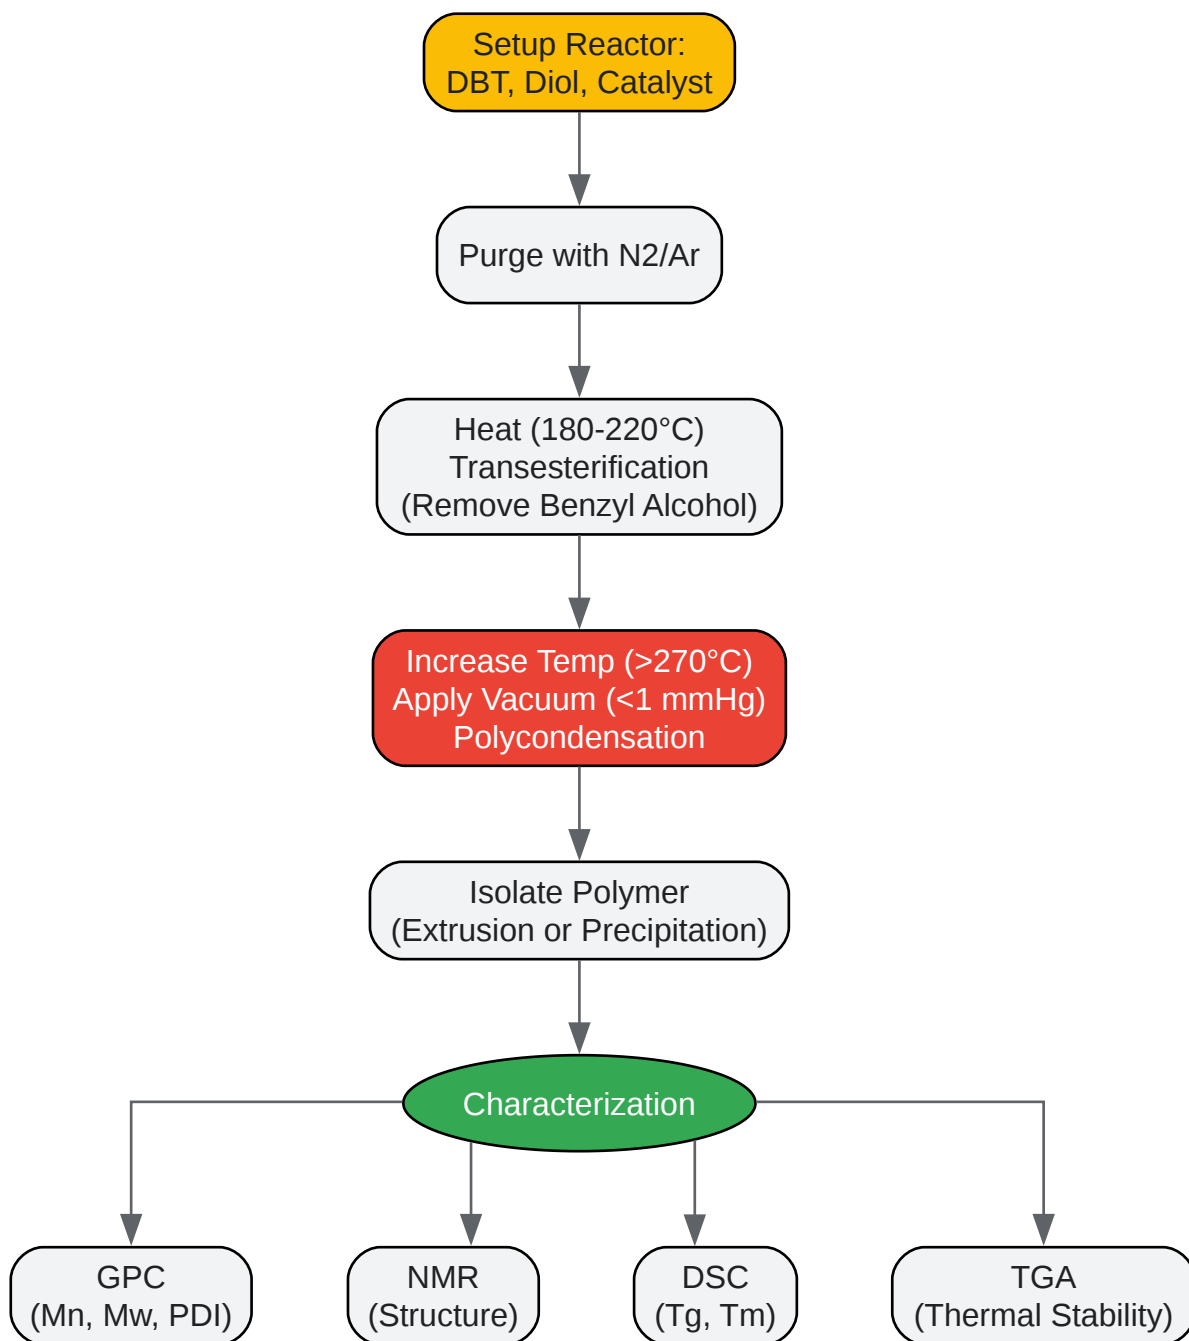 Setup Reactor:
DBT, Diol, Catalyst
Purge with N2/Ar
Heat (180-220°C)
Transesterification
(Remove Benzyl Alcohol)
Increase Temp (>270°C)
Apply Vacuum (<1 mmHg)
Polycondensation
Isolate Polymer
(Extrusion or Precipitation)
Characterization
GPC
(Mn, Mw, PDI)
NMR
(Structure)
DSC
(Tg, Tm)
TGA
(Thermal Stability)